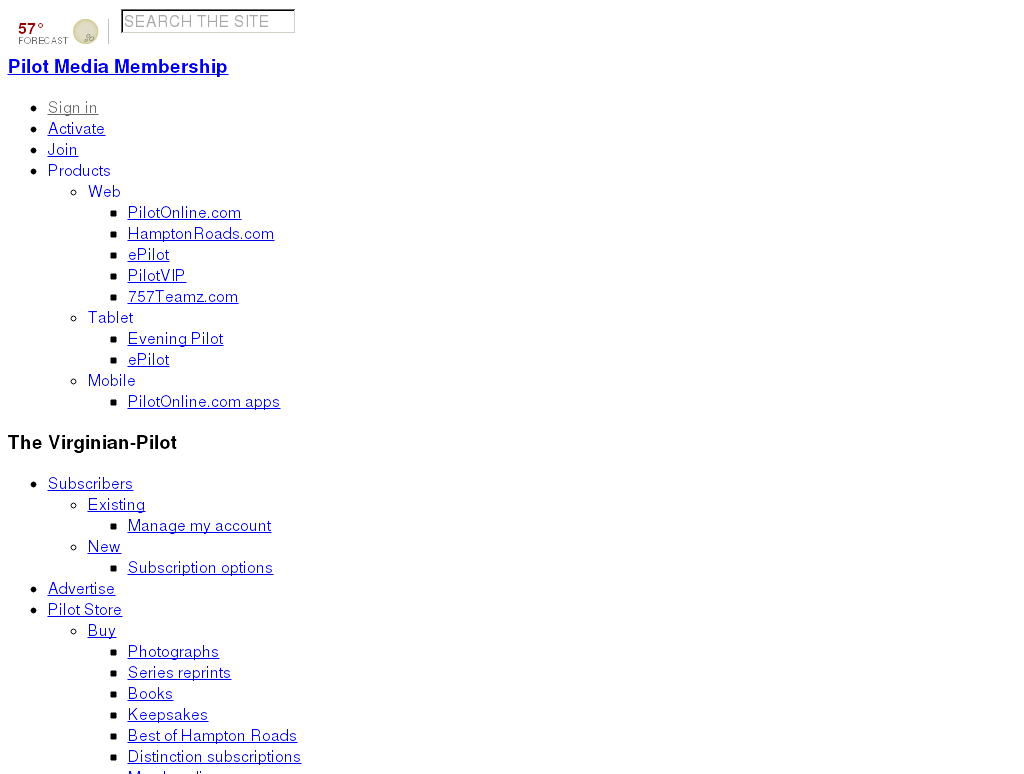 57°
FORECAST
SEARCH THE SITE
Pilot Media Membership
Sign in
Activate
Join
Products
Web
PilotOnline.com
HamptonRoads.com
ePilot
PilotVIP
757Teamz.com
Tablet
Evening Pilot
ePilot
Mobile
PilotOnline.com apps
The Virginian-Pilot
Subscribers
Existing
Manage my account
New
Subscription options
Advertise
Pilot Store
Buy
Photographs
Series reprints
Books
Keepsakes
Best of Hampton Roads
Distinction subscriptions